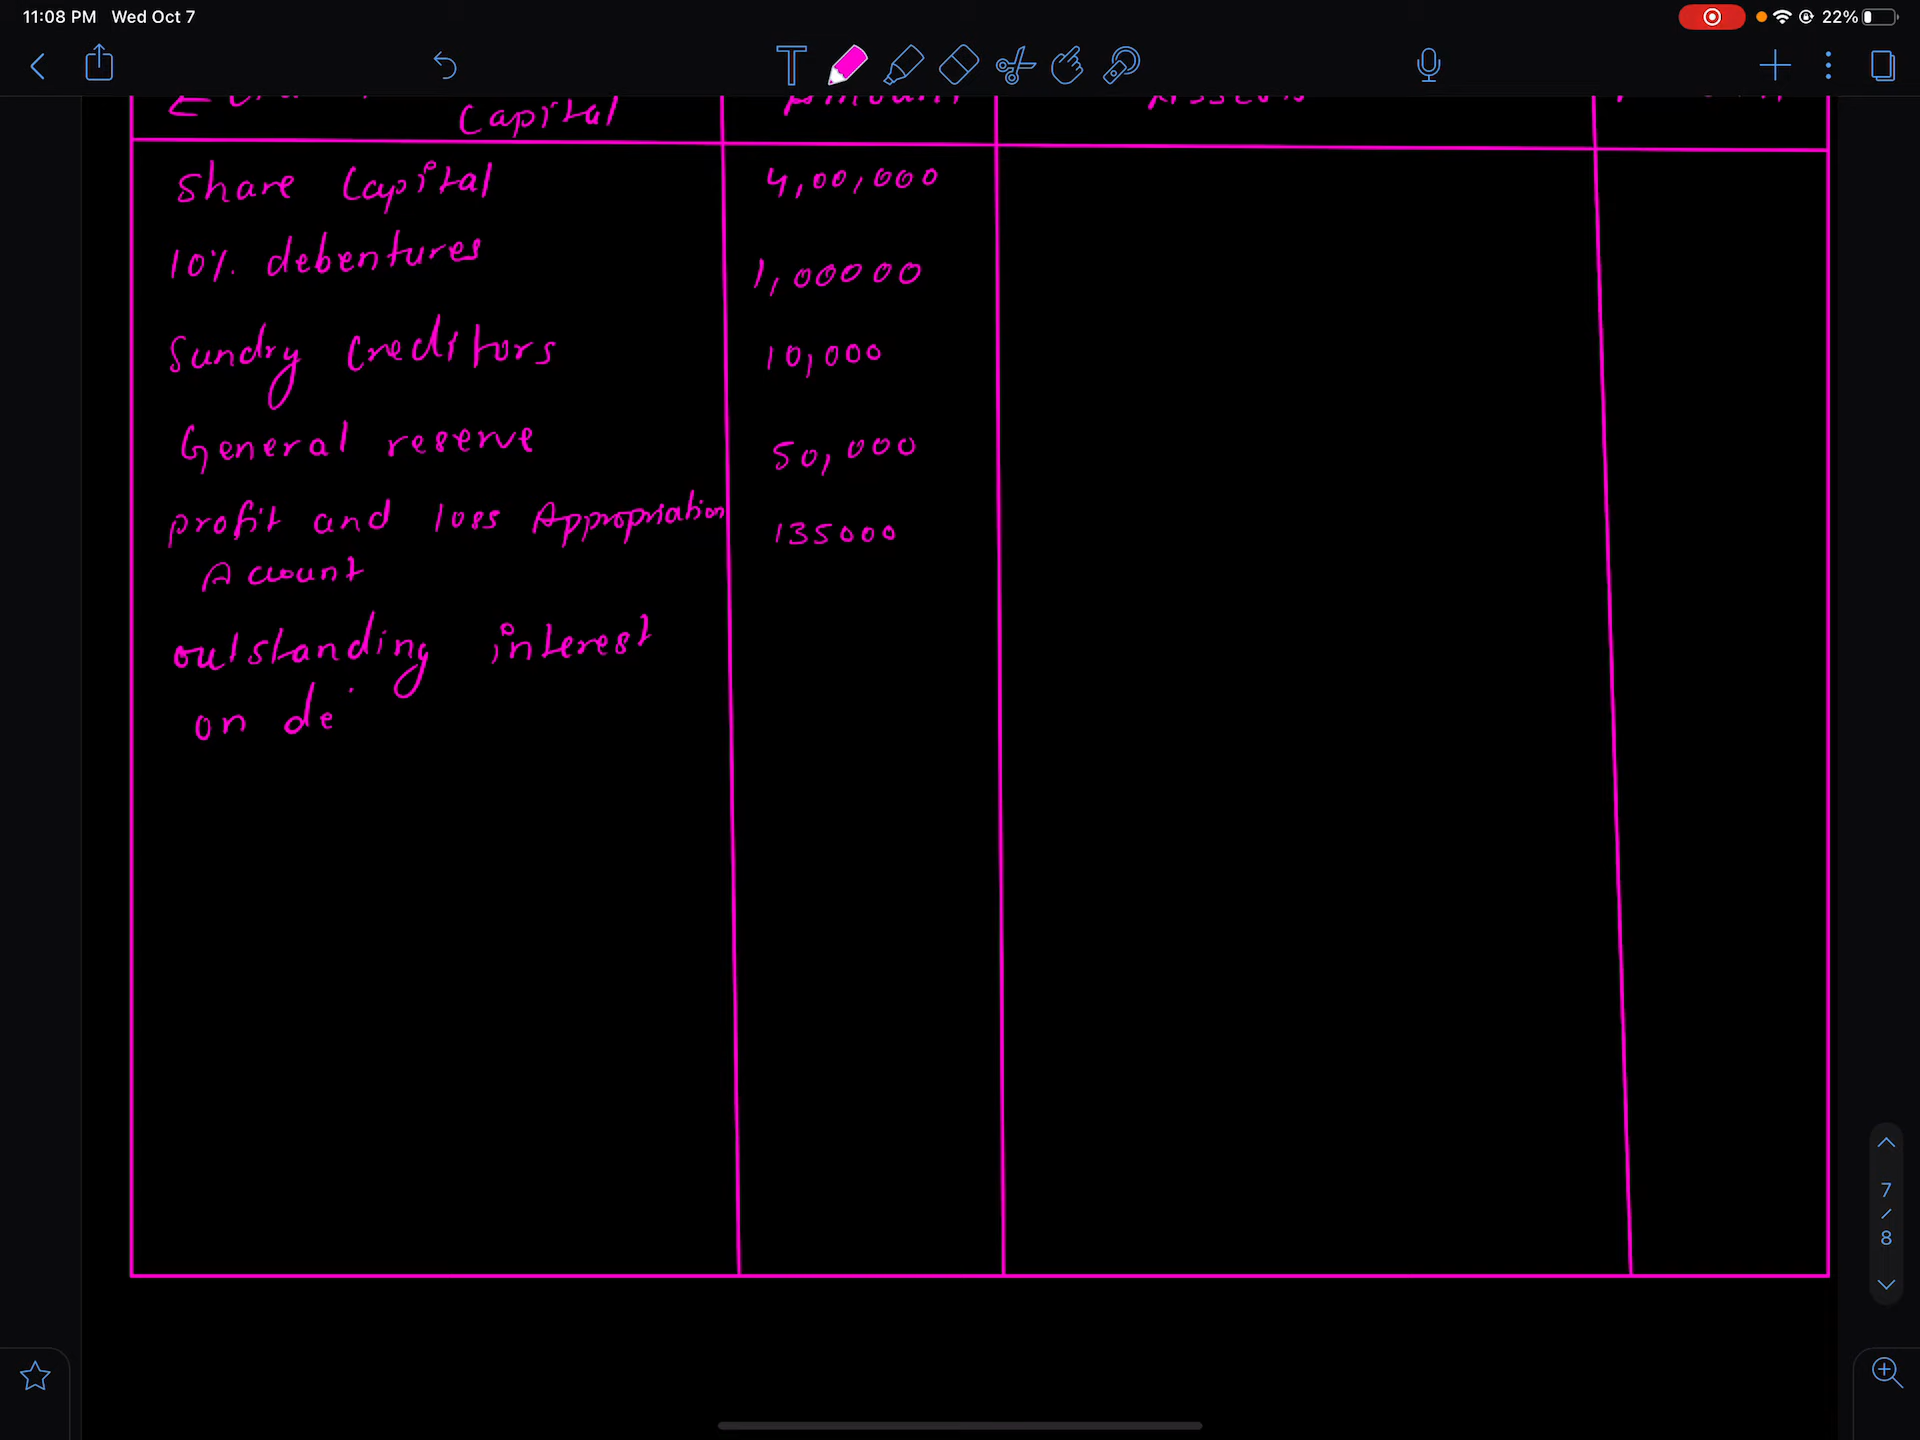 11:08 PM Wed Oct 7
22%
Capital
Share Capital 4,00,000
10% debentures 1,00000
Sundry Creditors 10,000
General reserve 50,000
profit and loss Appropriation 135000
Account
outstanding interest
on de
7
/
8